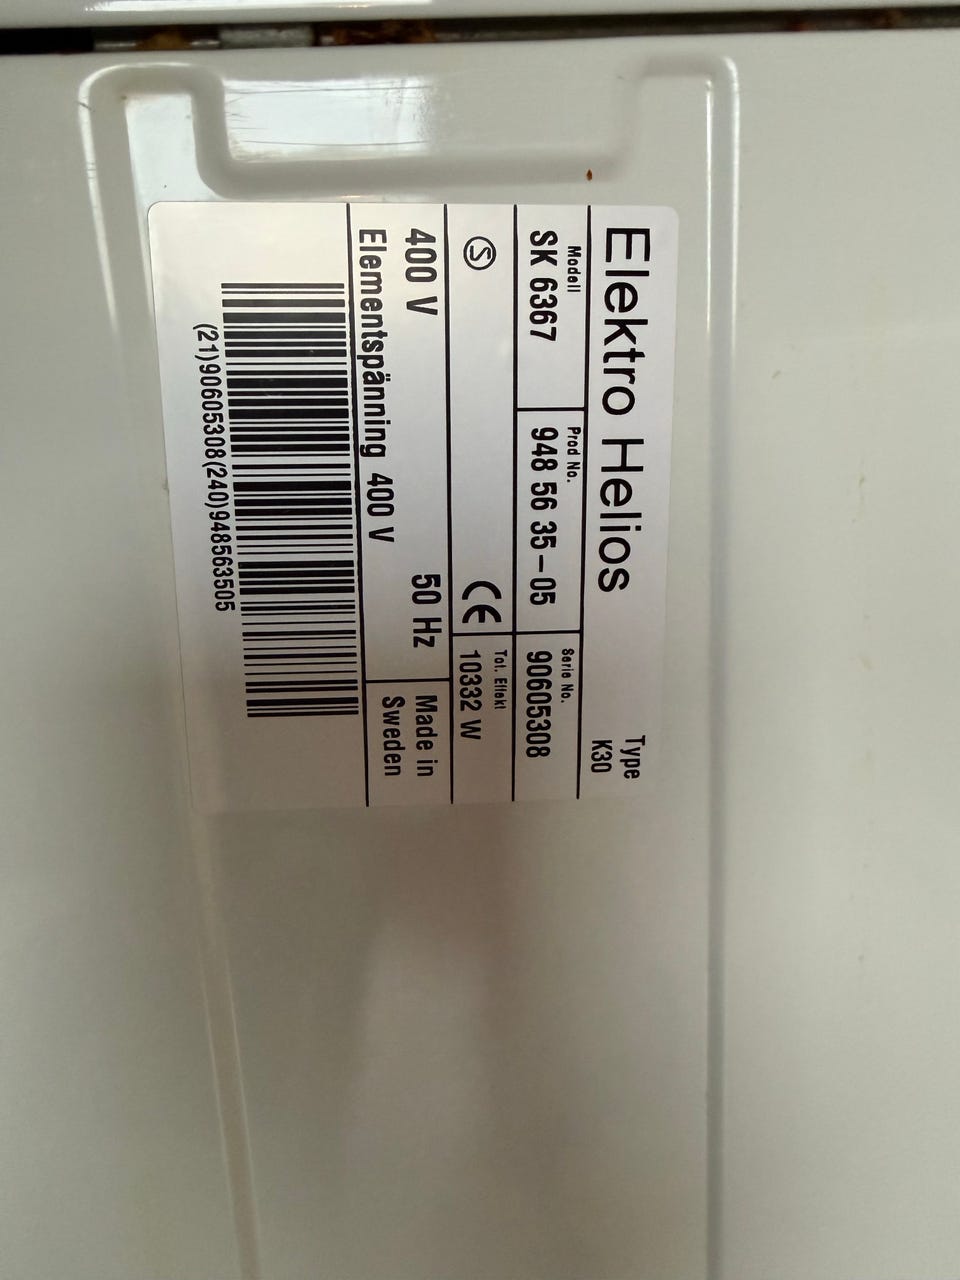 Elektro Helios
Type
K30
Modell
SK 6367
Prod No.
948 56 35-05
Serie No.
90605308
S
CE
Tot. Effekt
10332 W
400 V
50 Hz
Elementspänning 400 V
Made in
Sweden
(21)90605308(240)948563505